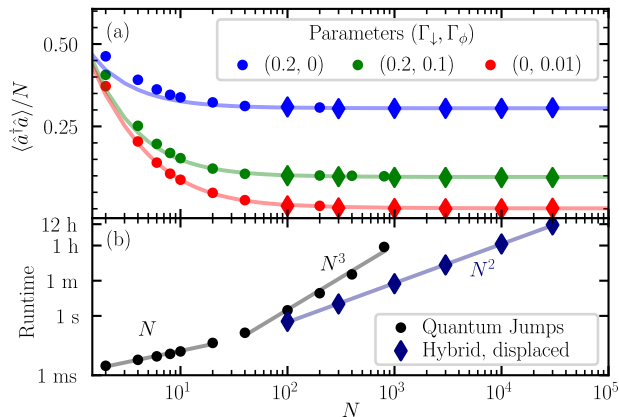 (a)
Parameters (Γ↓, Γϕ)
(0.2, 0) (0.2, 0.1) (0, 0.01)
0.50
0.25
⟨â†â⟩/N
(b)
12 h
1 h
1 m
1 s
1 ms
Runtime
N
N³
N²
Quantum Jumps
Hybrid, displaced
10¹ 10² 10³ 10⁴ 10⁵
N